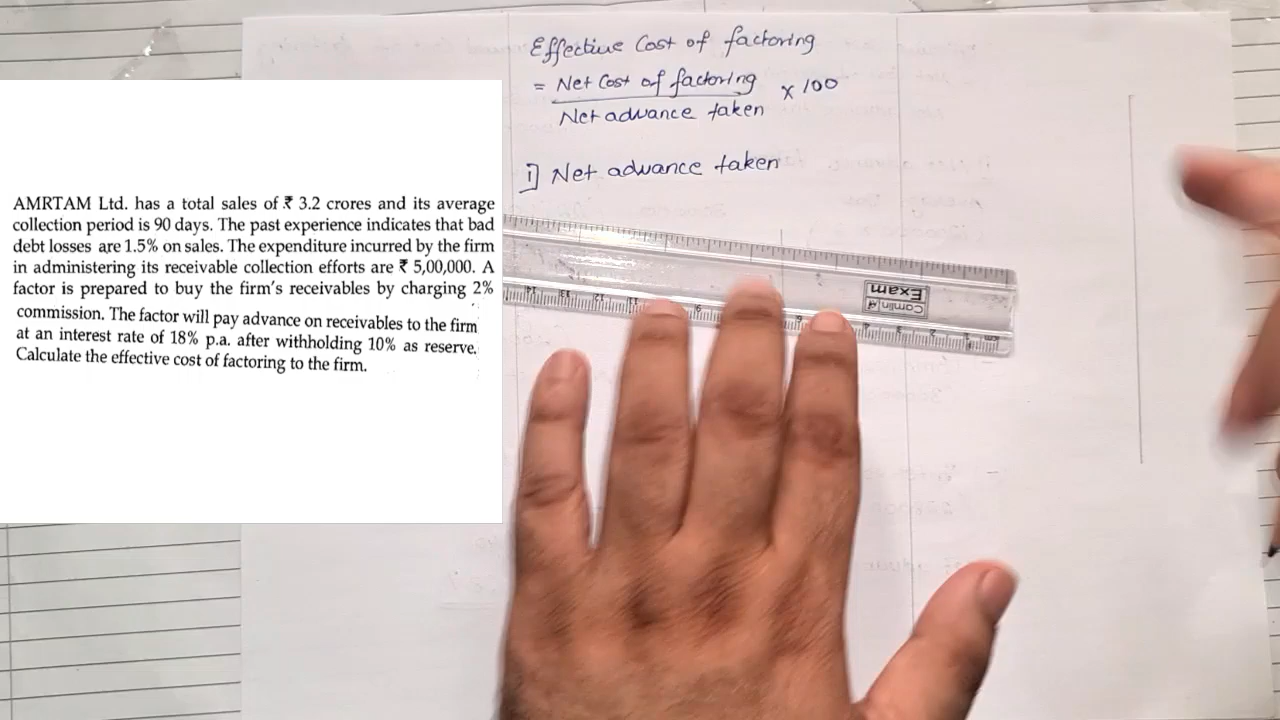 Effective Cost of factoring
= Net Cost of factoring × 100
Net advance taken
i] Net advance taken
AMRTAM Ltd. has a total sales of ₹ 3.2 crores and its average
collection period is 90 days. The past experience indicates that bad
debt losses are 1.5% on sales. The expenditure incurred by the firm
in administering its receivable collection efforts are ₹ 5,00,000. A
factor is prepared to buy the firm's receivables by charging 2%
commission. The factor will pay advance on receivables to the firm
at an interest rate of 18% p.a. after withholding 10% as reserve.
Calculate the effective cost of factoring to the firm.
Camlin
Exam